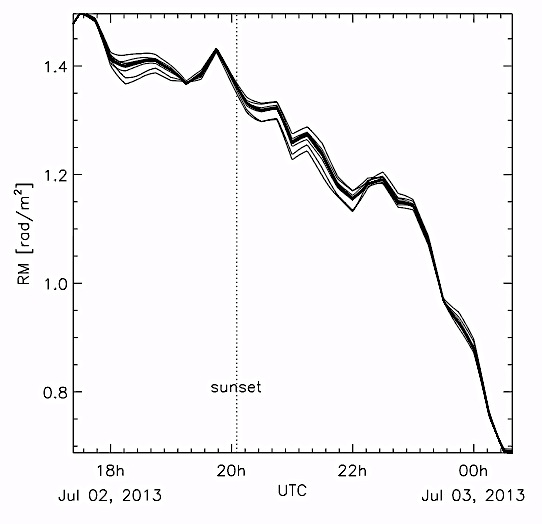 1.4
1.2
1.0
0.8
RM [rad/m²]
sunset
18h 20h 22h 00h
Jul 02, 2013 UTC Jul 03, 2013